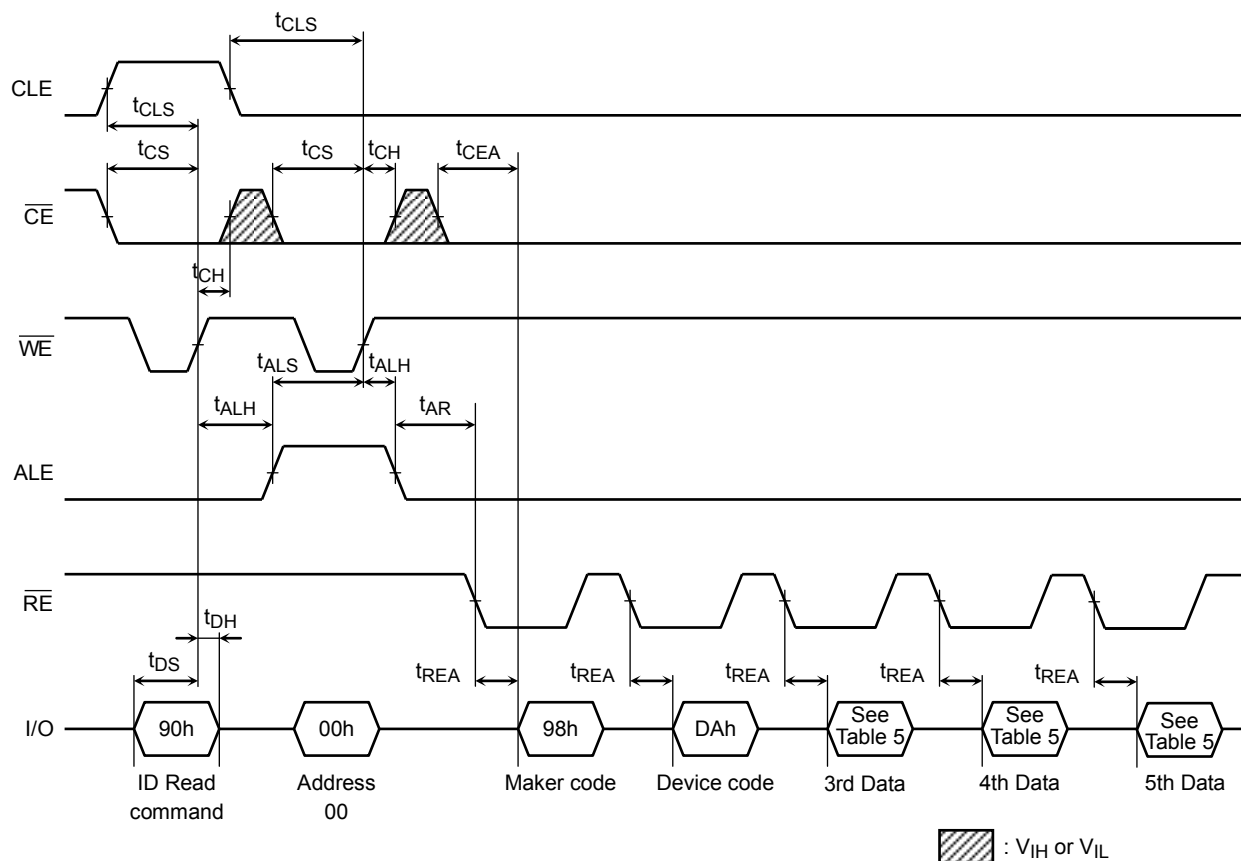 tCLS
CLE
tCLS
tCS
tCS
tCH
tCEA
CE
tCH
WE
tALS
tALH
tALH
tAR
ALE
RE
tDH
tDS
tREA
tREA
tREA
tREA
tREA
I/O
90h
00h
98h
DAh
See Table 5
See Table 5
See Table 5
ID Read command
Address 00
Maker code
Device code
3rd Data
4th Data
5th Data
: VIH or VIL